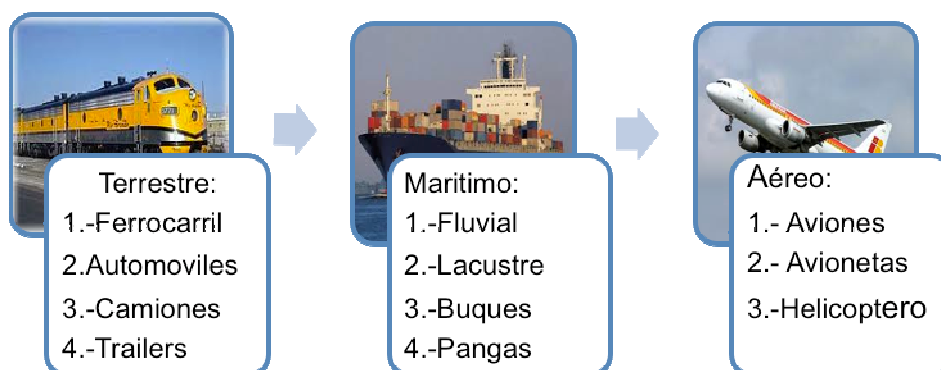 Terrestre:
1.-Ferrocarril
2.Automoviles
3.-Camiones
4.-Trailers
Maritimo:
1.-Fluvial
2.-Lacustre
3.-Buques
4.-Pangas
Aéreo:
1.- Aviones
2.- Avionetas
3.-Helicoptero